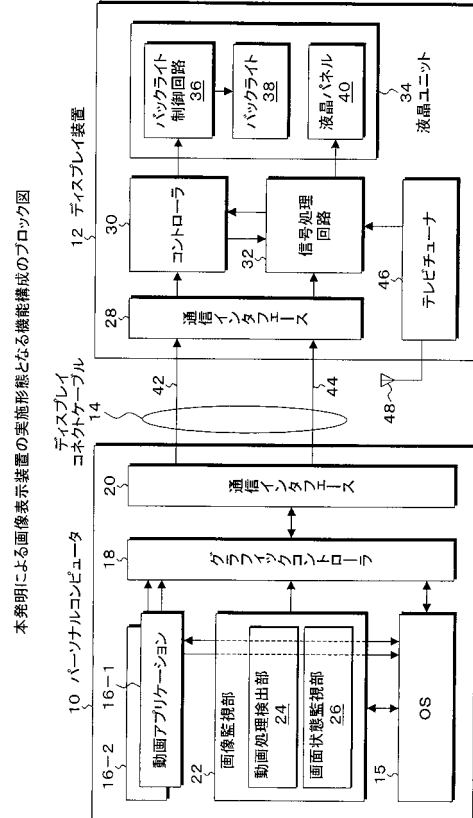 本発明による画像表示装置の実施形態となる機能構成のブロック図
10 パーソナルコンピュータ
16-2
16-1
動画アプリケーション
22
画像監視部
動画処理検出部
24
画面状態監視部
26
15
OS
18
グラフィックコントローラ
20
通信インタフェース
ディスプレイ
コネクトケーブル
14
42
44
12 ディスプレイ装置
28
通信インタフェース
30
コントローラ
32
信号処理
回路
バックライト
制御回路
36
バックライト
38
液晶パネル
40
34
液晶ユニット
46
テレビチューナ
48